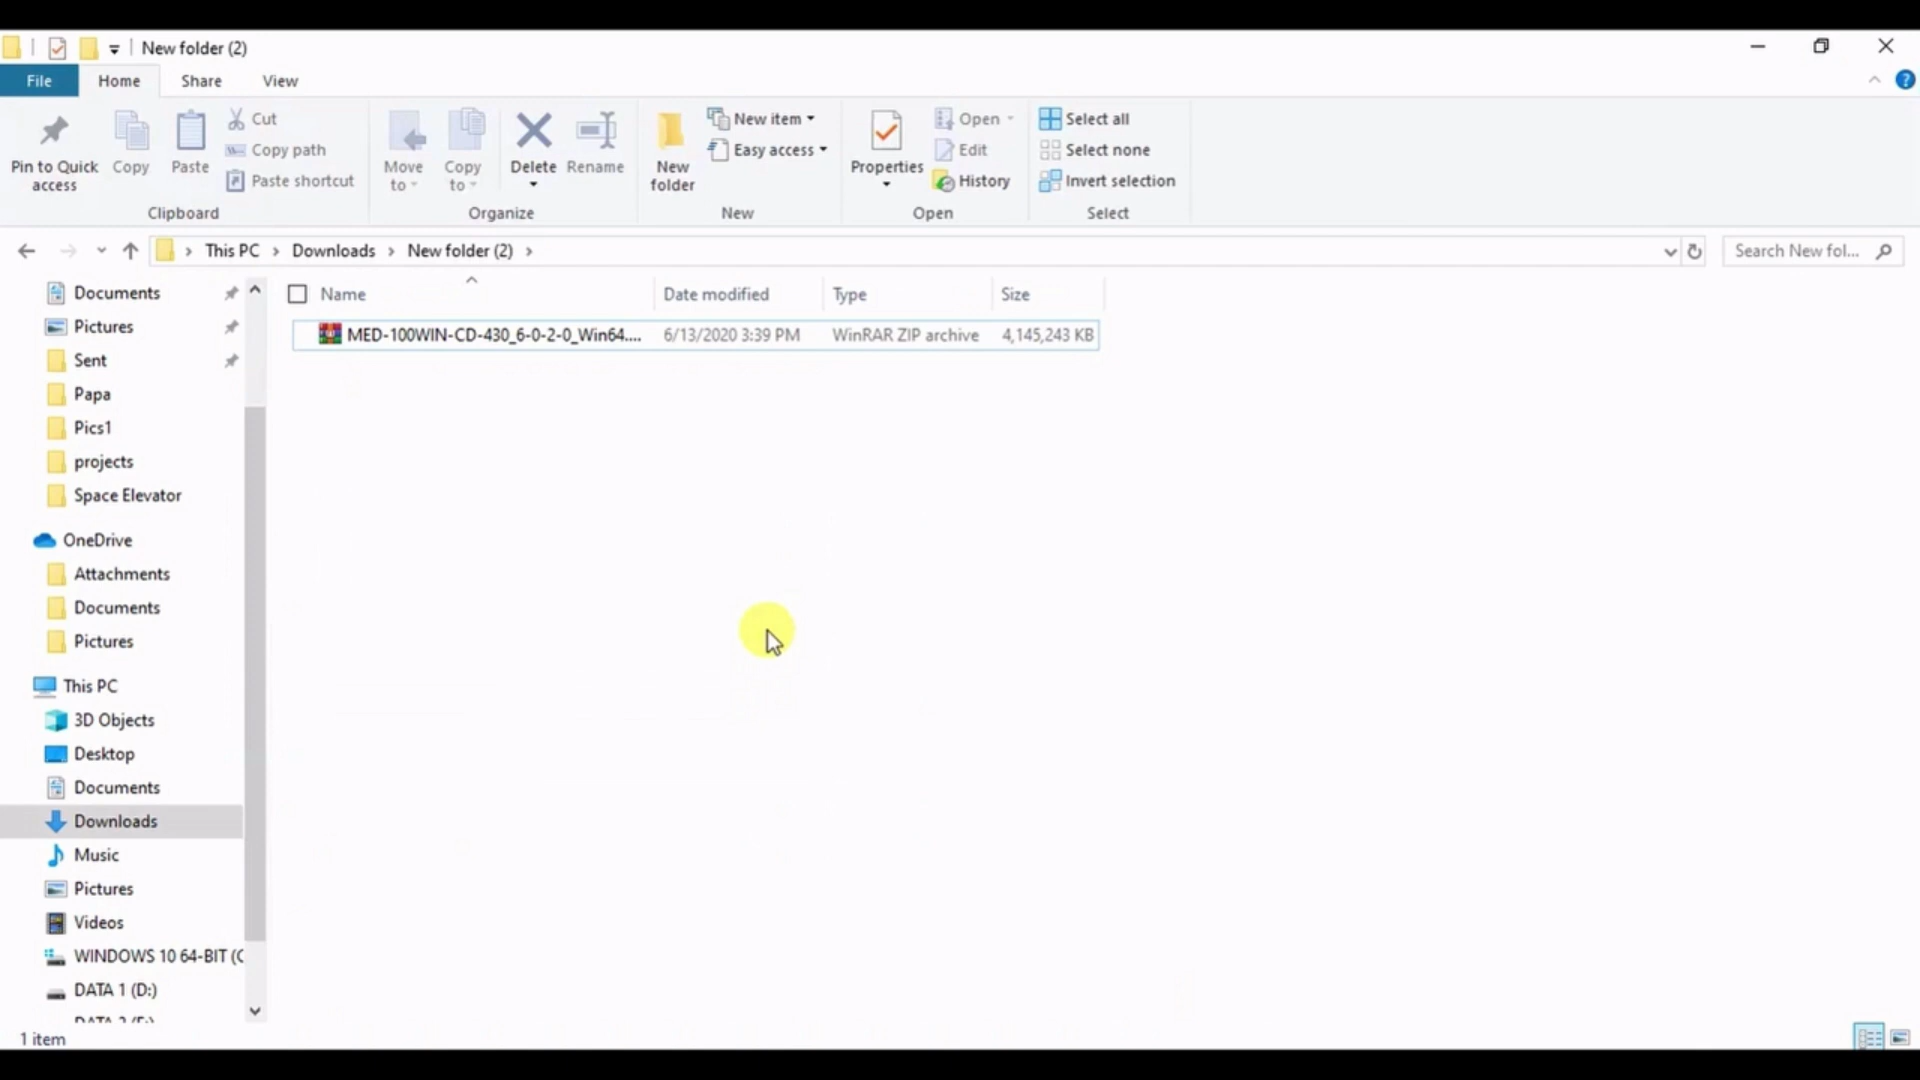 New folder (2)
File Home Share View
Pin to Quick access
Copy
Paste
Cut
Copy path
Paste shortcut
Clipboard
Move to
Copy to
Delete
Rename
Organize
New folder
New item
Easy access
New
Properties
Open
Edit
History
Open
Select all
Select none
Invert selection
Select
This PC > Downloads > New folder (2) >
Search New fol...
Name Date modified Type Size
MED-100WIN-CD-430_6-0-2-0_Win64.... 6/13/2020 3:39 PM WinRAR ZIP archive 4,145,243 KB
Documents
Pictures
Sent
Papa
Pics1
projects
Space Elevator
OneDrive
Attachments
Documents
Pictures
This PC
3D Objects
Desktop
Documents
Downloads
Music
Pictures
Videos
WINDOWS 10 64-BIT (C
DATA 1 (D:)
1 item